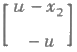 [ u − x₂
− u ]